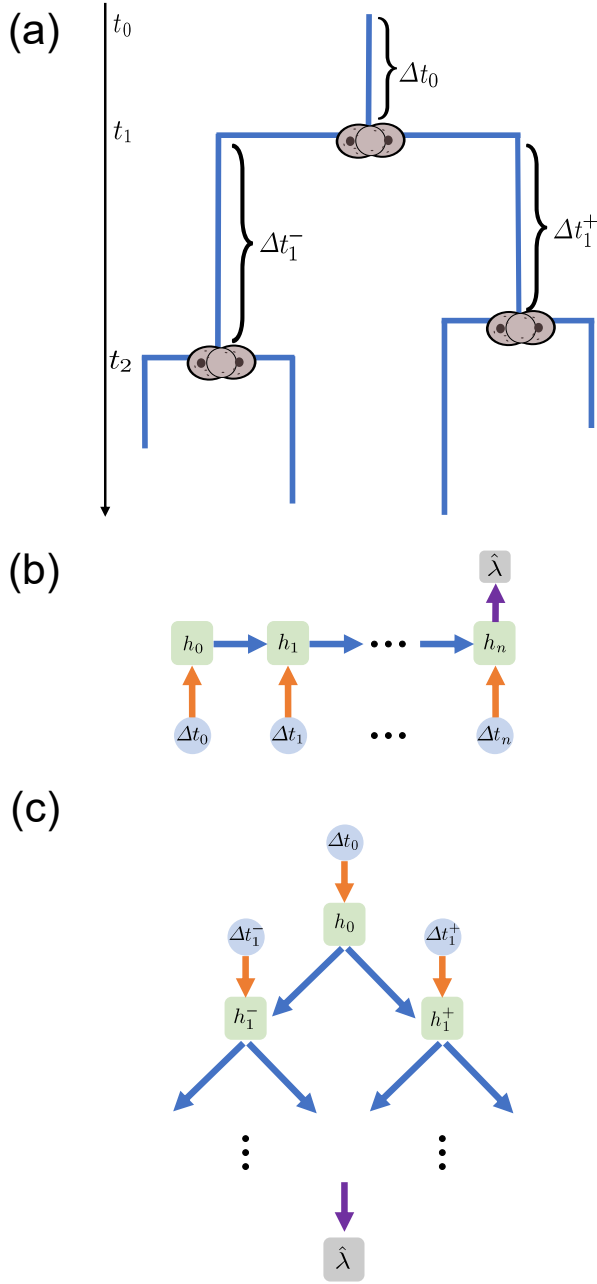 (a)
t₀
Δt₀
t₁
Δt₁⁻
Δt₁⁺
t₂
(b)
λ̂
h₀ h₁ ··· hₙ
Δt₀ Δt₁ ··· Δtₙ
(c)
Δt₀
h₀
Δt₁⁻ Δt₁⁺
h₁⁻ h₁⁺
⋮ ⋮
λ̂